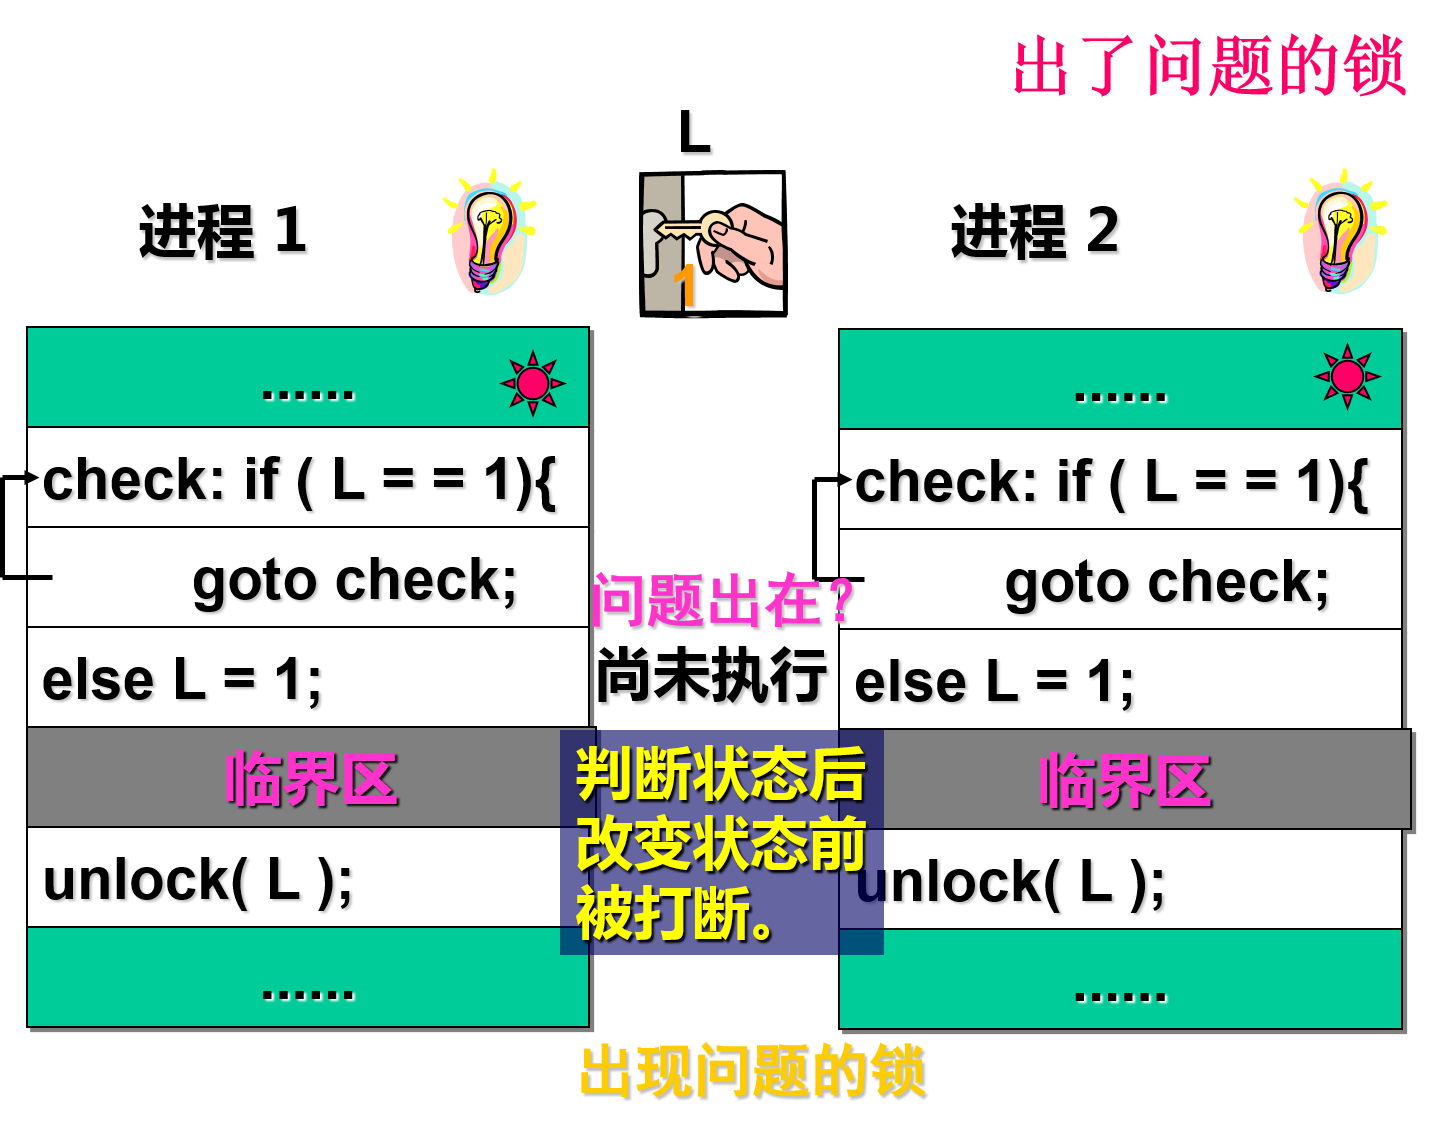 出了问题的锁
L
进程 1
1
进程 2
......
check: if ( L = = 1){
goto check;
else L = 1;
临界区
unlock( L );
......
问题出在?
尚未执行
判断状态后
改变状态前
被打断。
......
check: if ( L = = 1){
goto check;
else L = 1;
临界区
unlock( L );
......
出现问题的锁